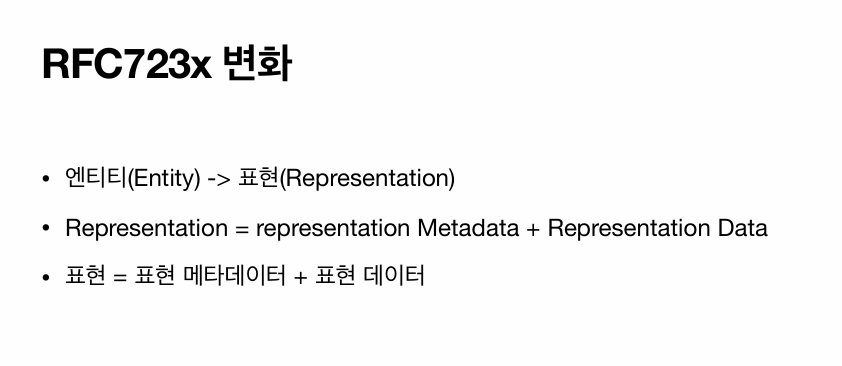 RFC723x 변화
• 엔티티(Entity) -> 표현(Representation)
• Representation = representation Metadata + Representation Data
• 표현 = 표현 메타데이터 + 표현 데이터